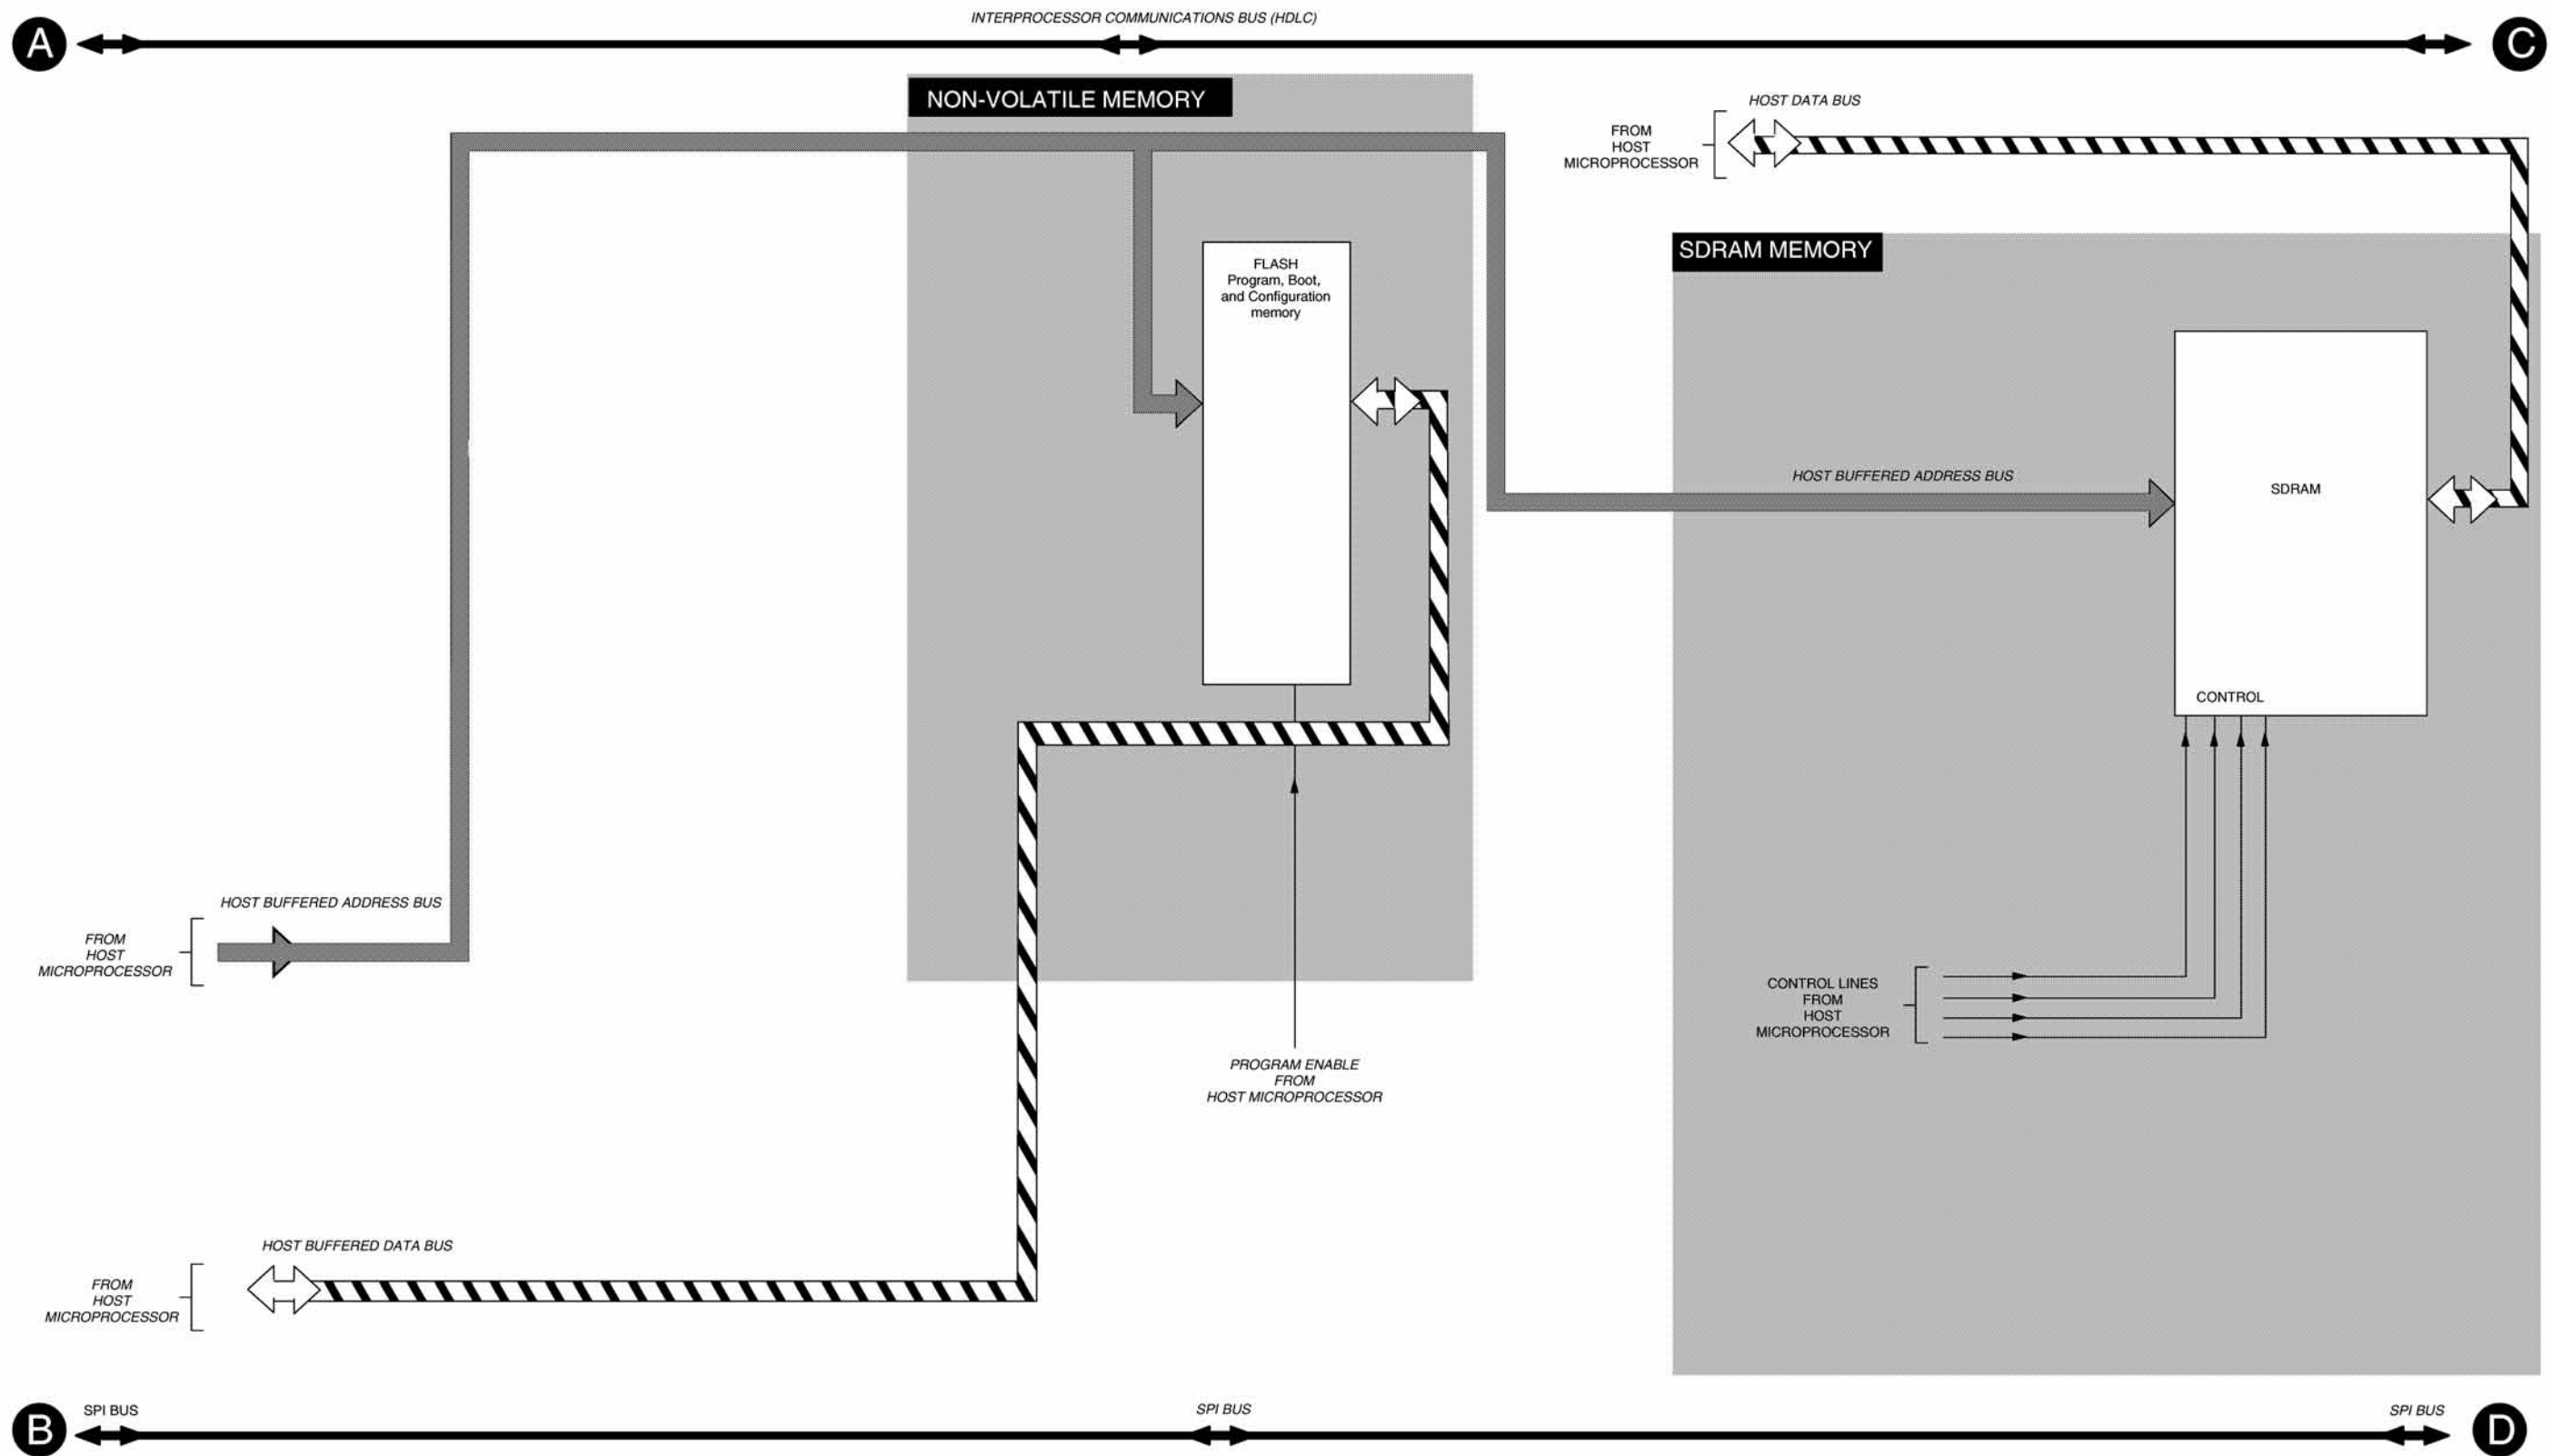 INTERPROCESSOR COMMUNICATIONS BUS (HDLC)
A
C
NON-VOLATILE MEMORY
HOST DATA BUS
FROM
HOST
MICROPROCESSOR
SDRAM MEMORY
FLASH
Program, Boot,
and Configuration
memory
HOST BUFFERED ADDRESS BUS
SDRAM
CONTROL
HOST BUFFERED ADDRESS BUS
FROM
HOST
MICROPROCESSOR
CONTROL LINES
FROM
HOST
MICROPROCESSOR
PROGRAM ENABLE
FROM
HOST MICROPROCESSOR
HOST BUFFERED DATA BUS
FROM
HOST
MICROPROCESSOR
B
SPI BUS
SPI BUS
SPI BUS
D